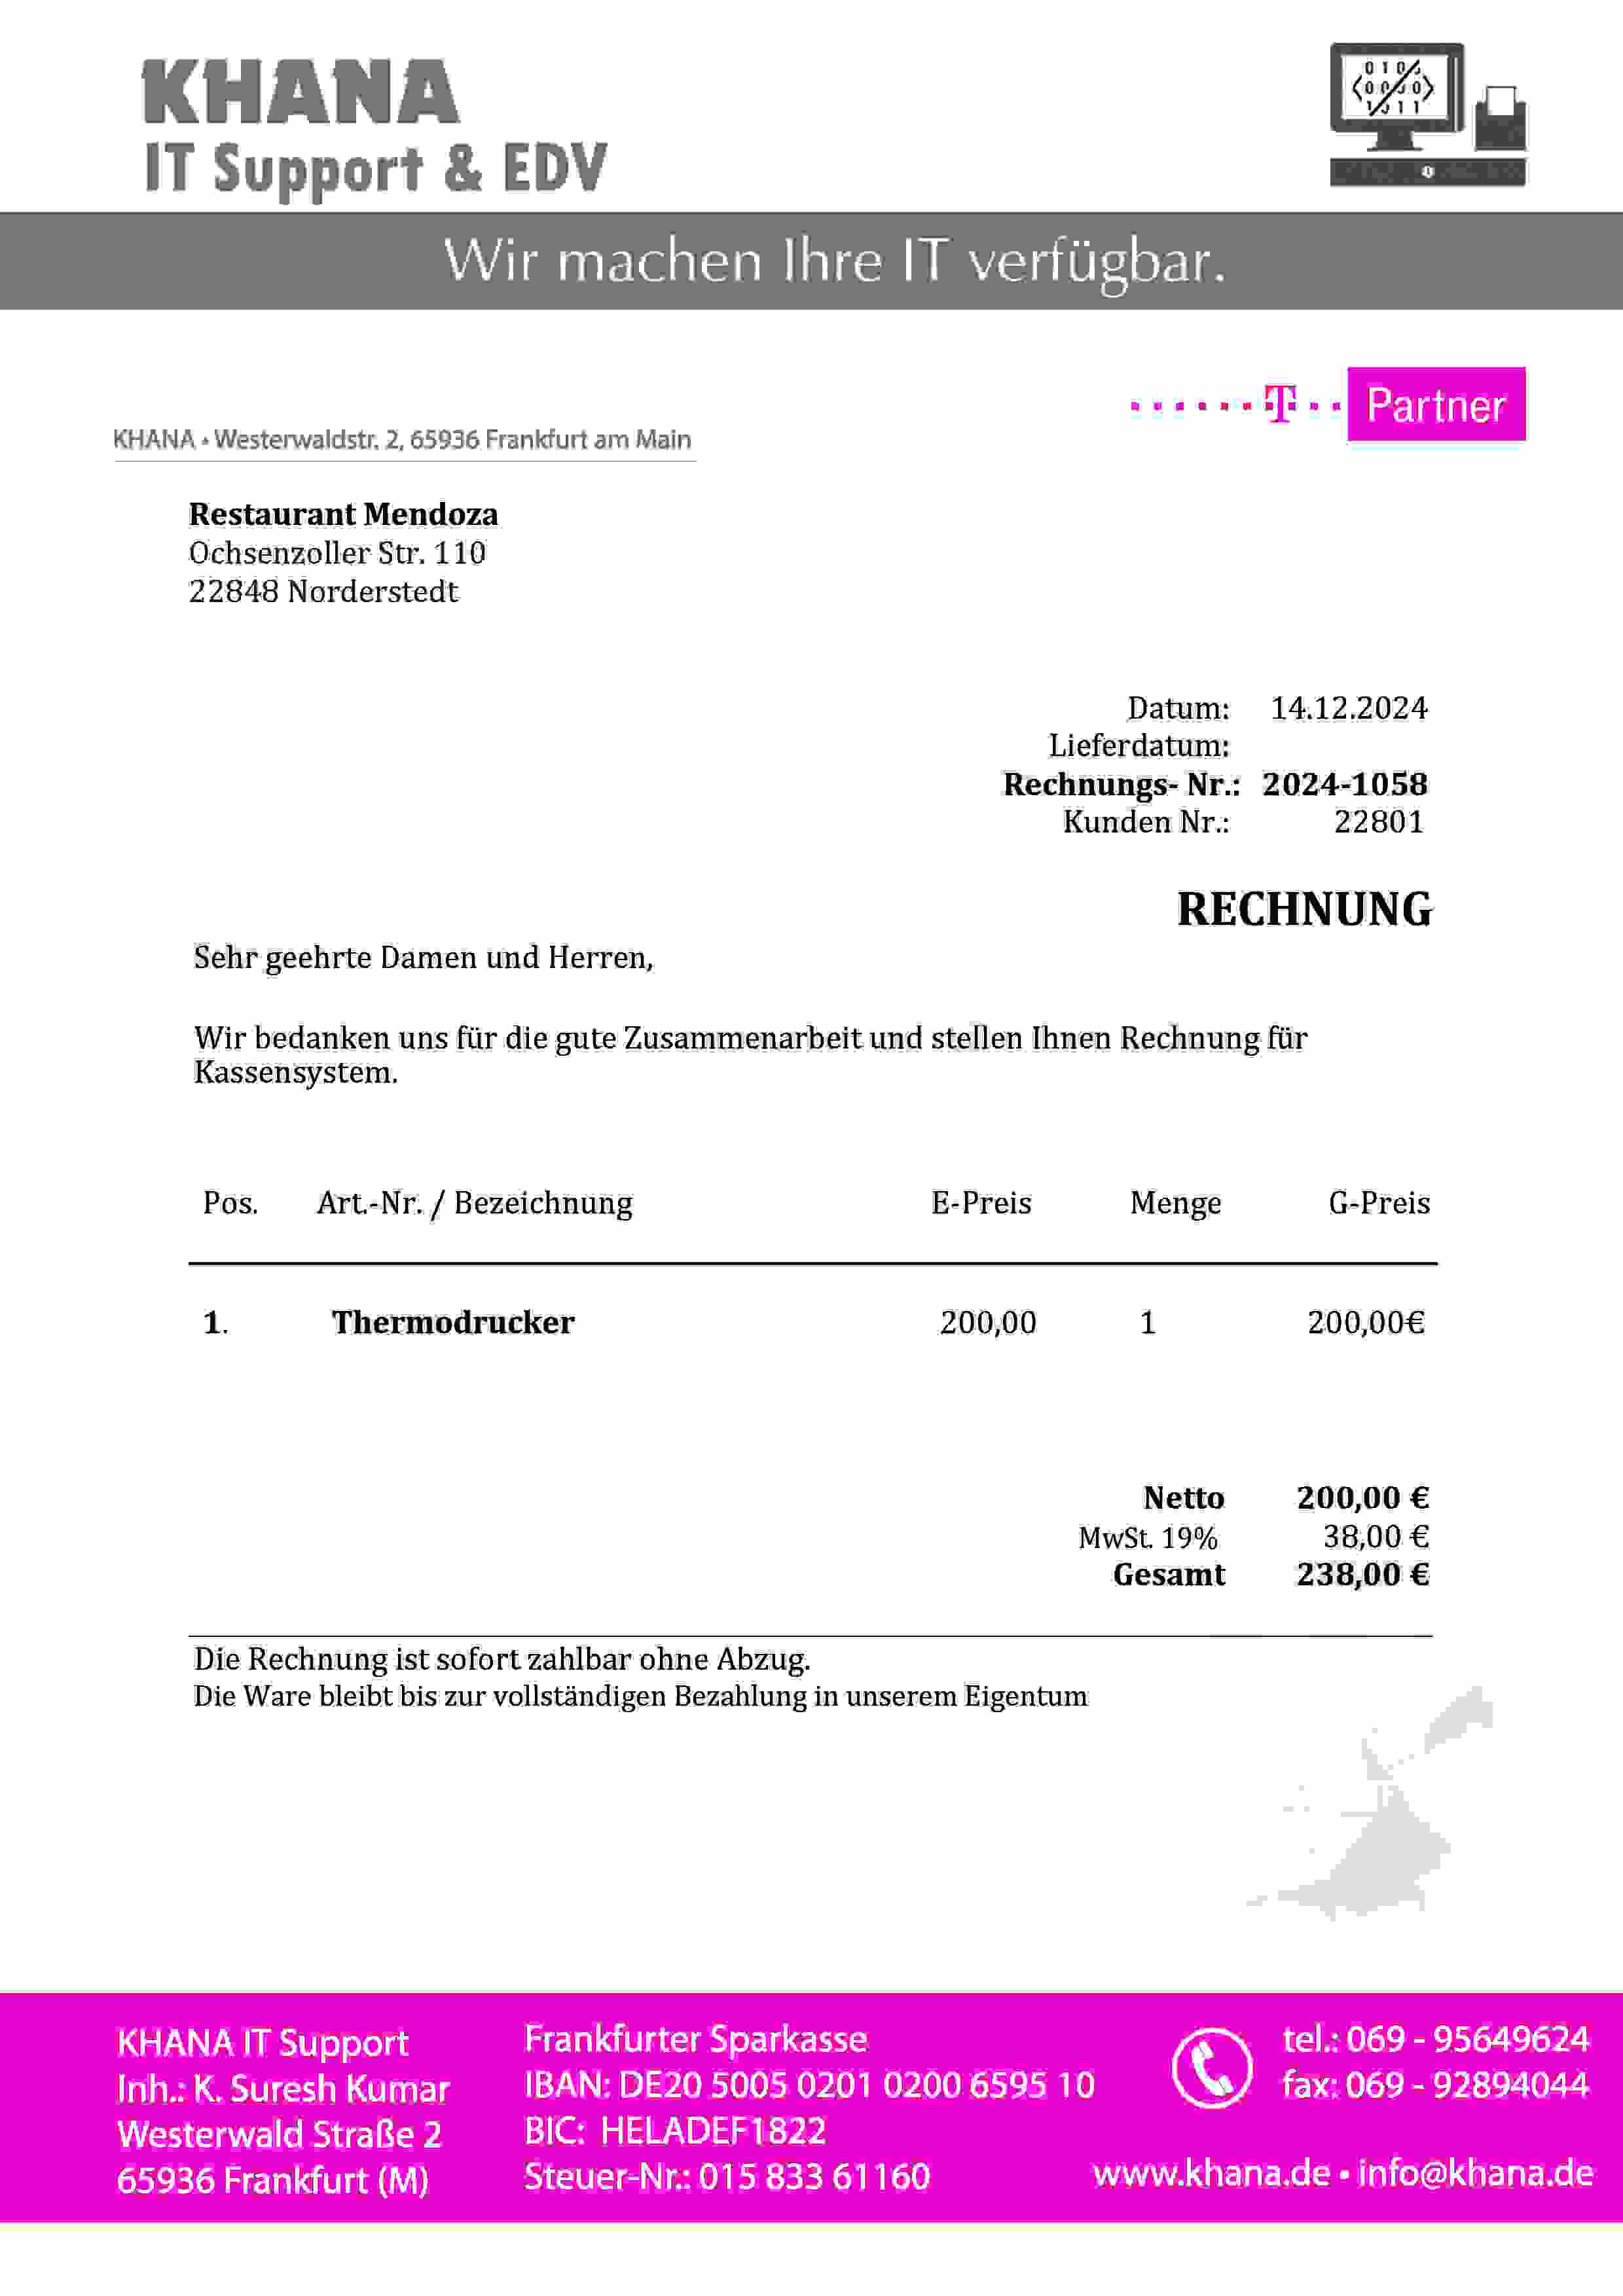 KHANA
IT Support & EDV
Wir machen Ihre IT verfügbar.
T Partner
KHANA • Westerwaldstr. 2, 65936 Frankfurt am Main
Restaurant Mendoza
Ochsenzoller Str. 110
22848 Norderstedt
Datum: 14.12.2024
Lieferdatum:
Rechnungs- Nr.: 2024-1058
Kunden Nr.: 22801
RECHNUNG
Sehr geehrte Damen und Herren,
Wir bedanken uns für die gute Zusammenarbeit und stellen Ihnen Rechnung für
Kassensystem.
Pos. Art.-Nr. / Bezeichnung E-Preis Menge G-Preis
1. Thermodrucker 200,00 1 200,00€
Netto 200,00 €
MwSt. 19% 38,00 €
Gesamt 238,00 €
Die Rechnung ist sofort zahlbar ohne Abzug.
Die Ware bleibt bis zur vollständigen Bezahlung in unserem Eigentum
KHANA IT Support
Inh.: K. Suresh Kumar
Westerwald Straße 2
65936 Frankfurt (M)
Frankfurter Sparkasse
IBAN: DE20 5005 0201 0200 6595 10
BIC: HELADEF1822
Steuer-Nr.: 015 833 61160
tel.: 069 - 95649624
fax: 069 - 92894044
www.khana.de • info@khana.de